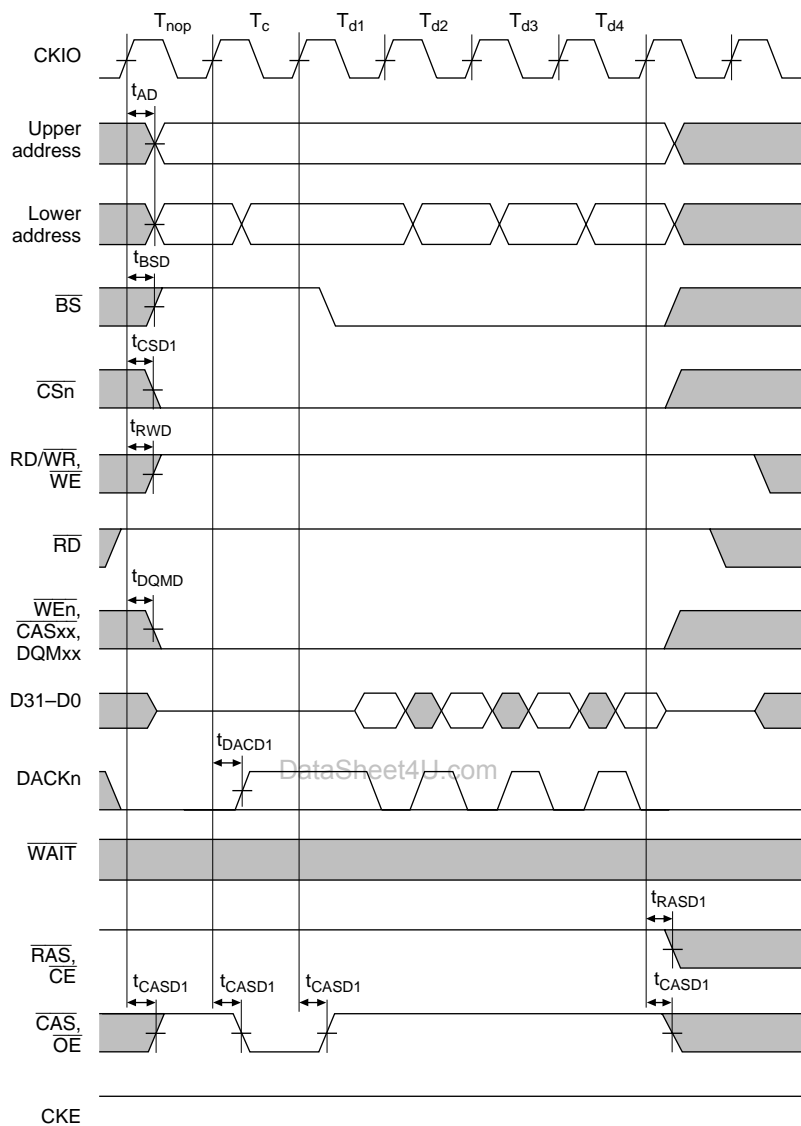 Tnop Tc Td1 Td2 Td3 Td4
CKIO
tAD
Upper
address
Lower
address
tBSD
BS
tCSD1
CSn
tRWD
RD/WR,
WE
RD
tDQMD
WEn,
CASxx,
DQMxx
D31–D0
tDACD1
DataSheet4U.com
DACKn
WAIT
tRASD1
RAS,
CE
tCASD1 tCASD1 tCASD1 tCASD1
CAS,
OE
CKE